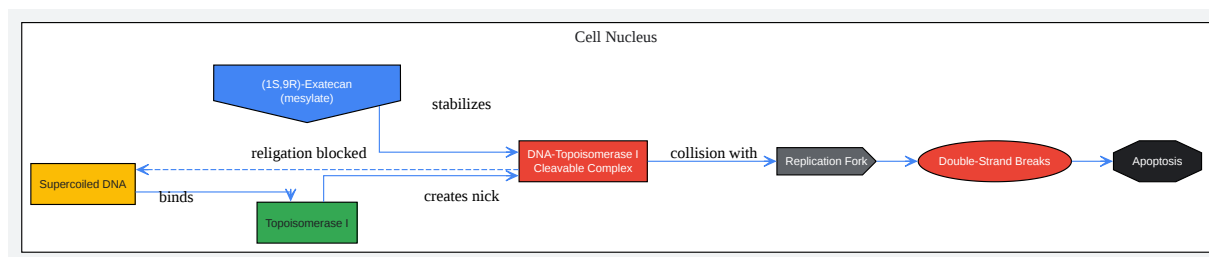 Cell Nucleus
(1S,9R)-Exatecan
(mesylate)
stabilizes
religation blocked
DNA-Topoisomerase I
Cleavable Complex
collision with
Replication Fork
Double-Strand Breaks
Apoptosis
Supercoiled DNA
binds
creates nick
Topoisomerase I